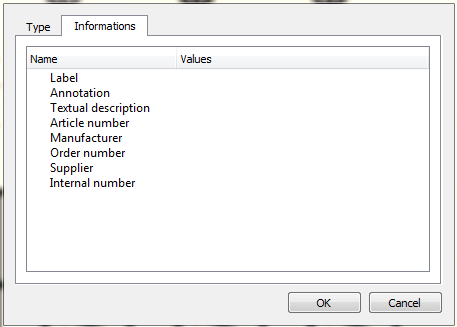 Type Informations
Name Values
Label
Annotation
Textual description
Article number
Manufacturer
Order number
Supplier
Internal number
OK Cancel